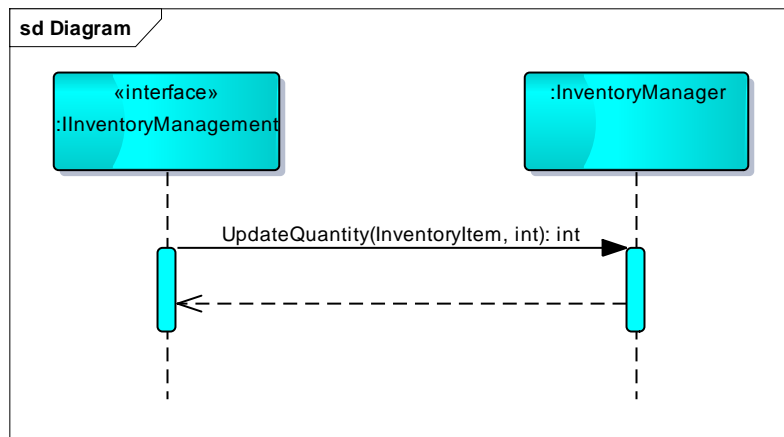 sd Diagram
«interface»
:IInventoryManagement
:InventoryManager
UpdateQuantity(InventoryItem, int): int